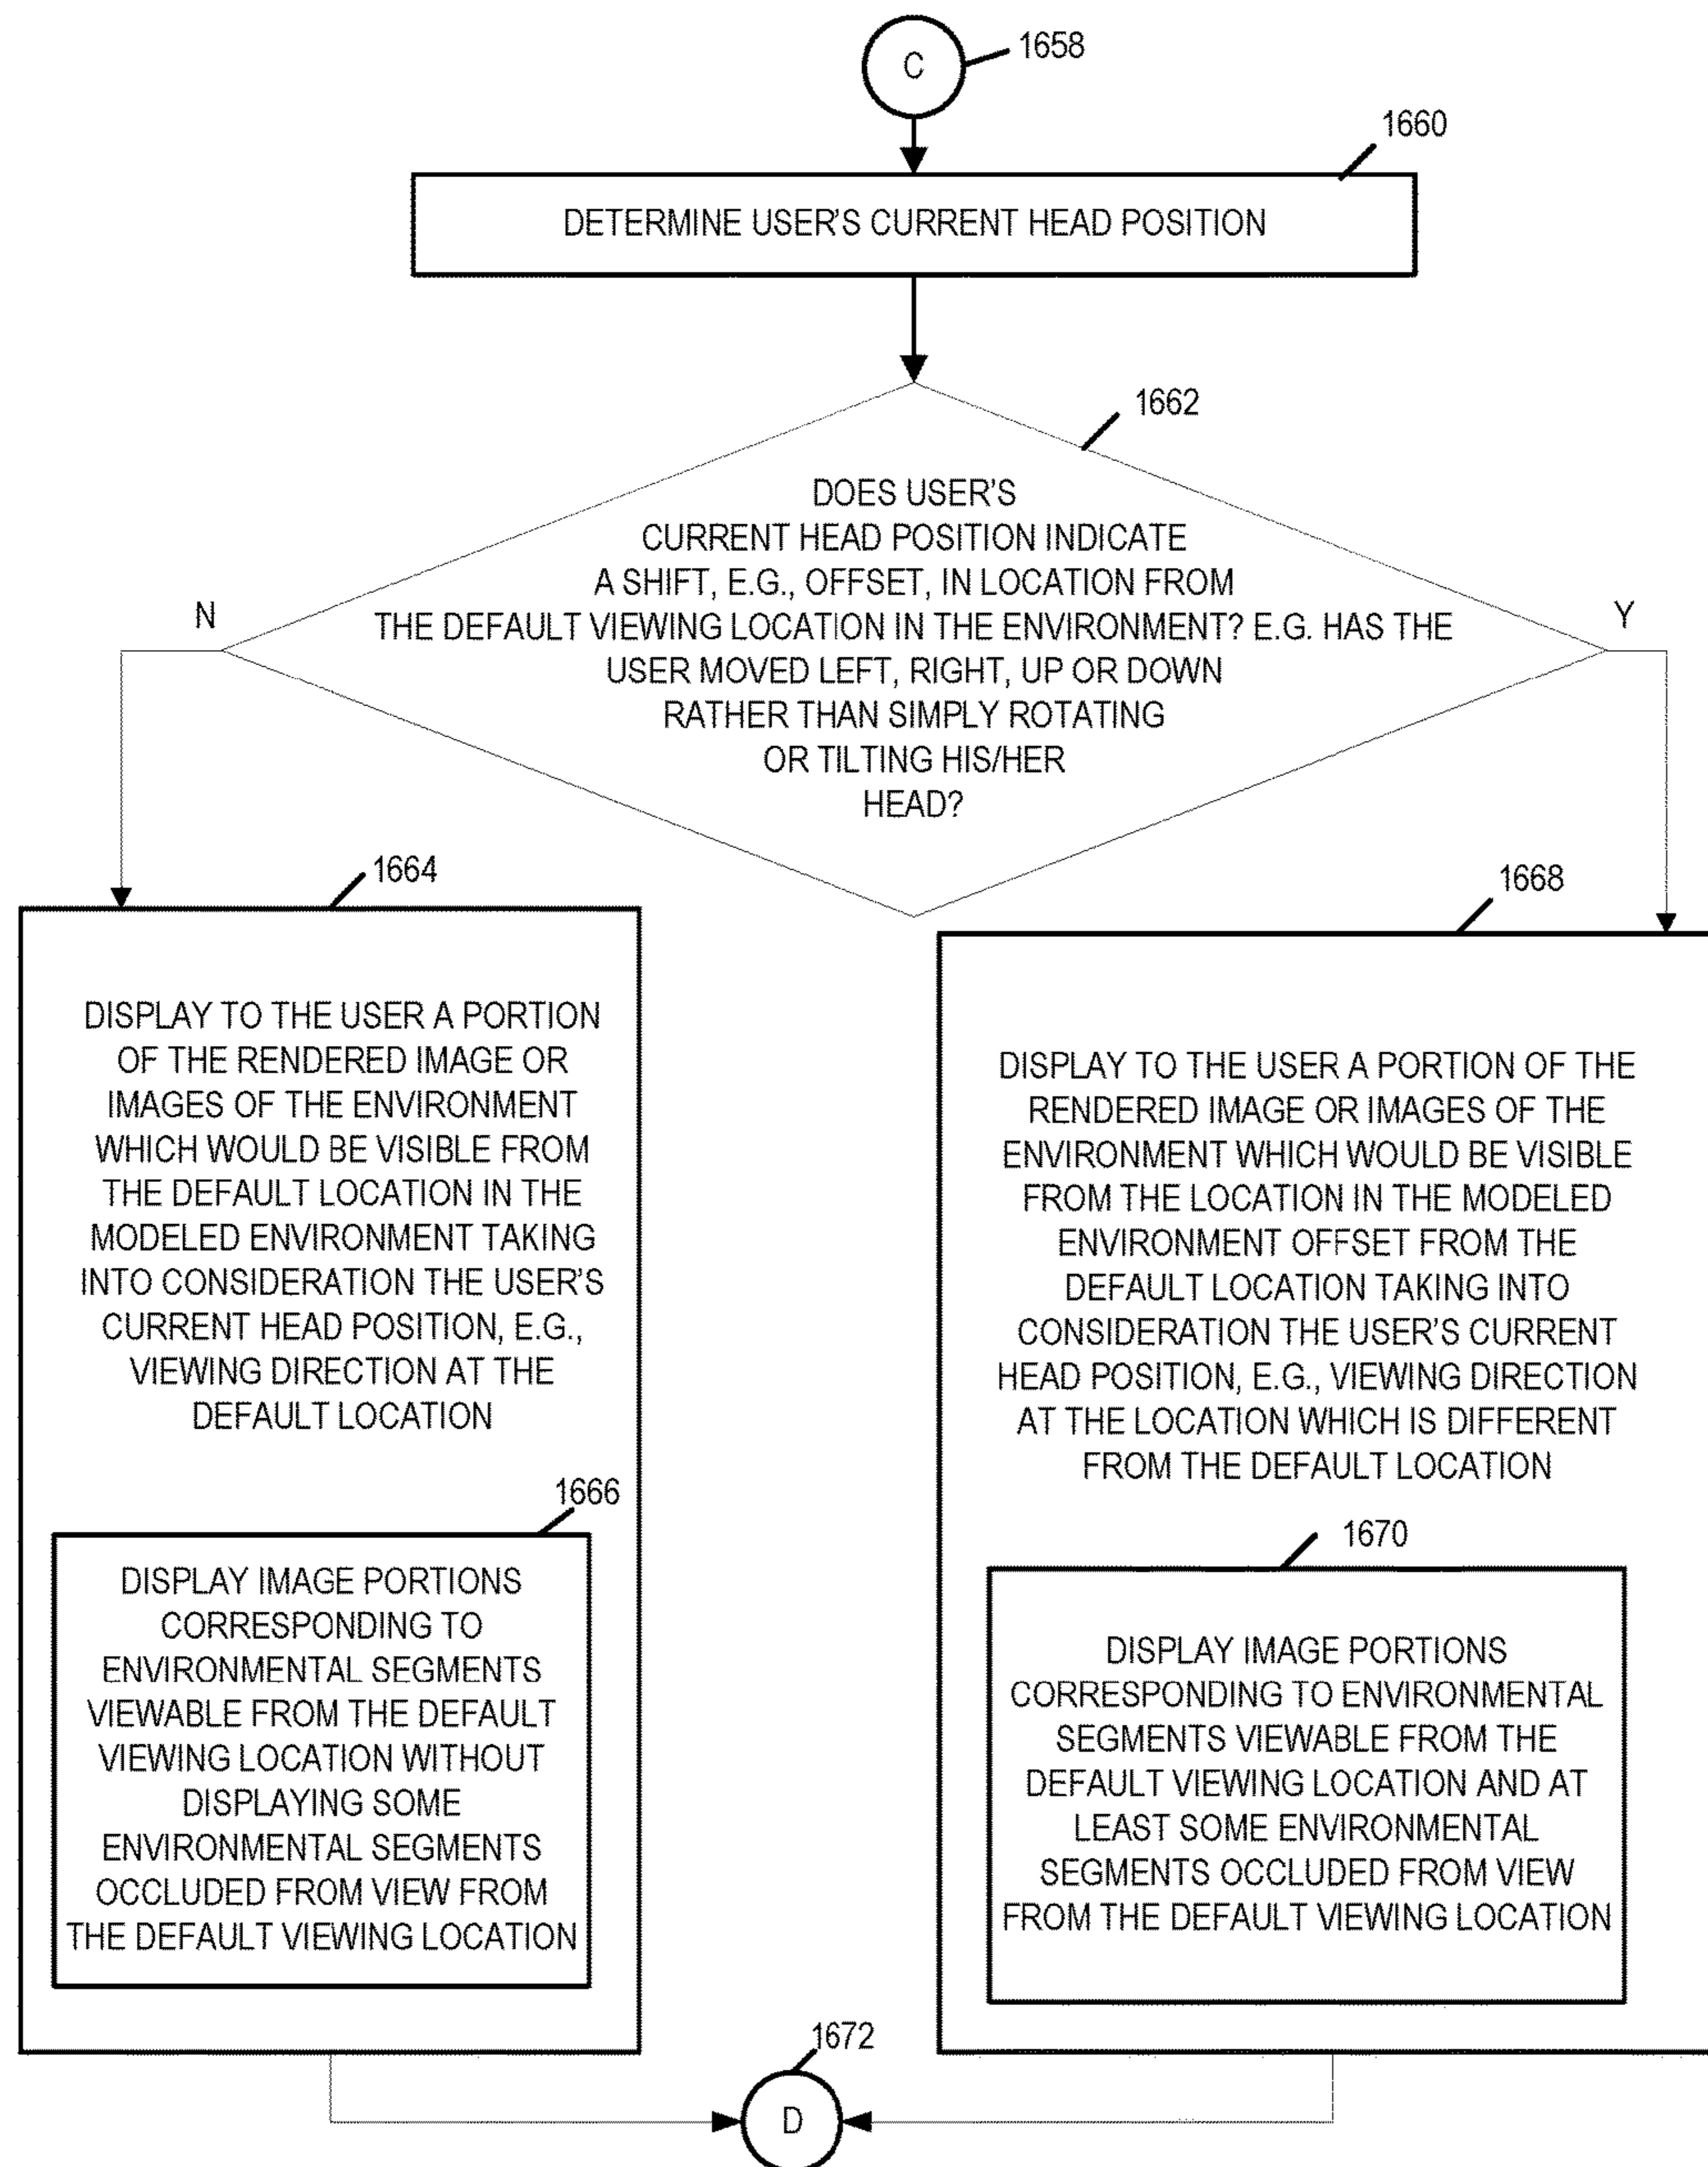 C
1658
1660
DETERMINE USER'S CURRENT HEAD POSITION
1662
DOES USER'S
CURRENT HEAD POSITION INDICATE
A SHIFT, E.G., OFFSET, IN LOCATION FROM
THE DEFAULT VIEWING LOCATION IN THE ENVIRONMENT? E.G. HAS THE
USER MOVED LEFT, RIGHT, UP OR DOWN
RATHER THAN SIMPLY ROTATING
OR TILTING HIS/HER
HEAD?
N
Y
1664
DISPLAY TO THE USER A PORTION
OF THE RENDERED IMAGE OR
IMAGES OF THE ENVIRONMENT
WHICH WOULD BE VISIBLE FROM
THE DEFAULT LOCATION IN THE
MODELED ENVIRONMENT TAKING
INTO CONSIDERATION THE USER'S
CURRENT HEAD POSITION, E.G.,
VIEWING DIRECTION AT THE
DEFAULT LOCATION
1666
DISPLAY IMAGE PORTIONS
CORRESPONDING TO
ENVIRONMENTAL SEGMENTS
VIEWABLE FROM THE DEFAULT
VIEWING LOCATION WITHOUT
DISPLAYING SOME
ENVIRONMENTAL SEGMENTS
OCCLUDED FROM VIEW FROM
THE DEFAULT VIEWING LOCATION
1668
DISPLAY TO THE USER A PORTION OF THE
RENDERED IMAGE OR IMAGES OF THE
ENVIRONMENT WHICH WOULD BE VISIBLE
FROM THE LOCATION IN THE MODELED
ENVIRONMENT OFFSET FROM THE
DEFAULT LOCATION TAKING INTO
CONSIDERATION THE USER'S CURRENT
HEAD POSITION, E.G., VIEWING DIRECTION
AT THE LOCATION WHICH IS DIFFERENT
FROM THE DEFAULT LOCATION
1670
DISPLAY IMAGE PORTIONS
CORRESPONDING TO ENVIRONMENTAL
SEGMENTS VIEWABLE FROM THE
DEFAULT VIEWING LOCATION AND AT
LEAST SOME ENVIRONMENTAL
SEGMENTS OCCLUDED FROM VIEW
FROM THE DEFAULT VIEWING LOCATION
1672
D